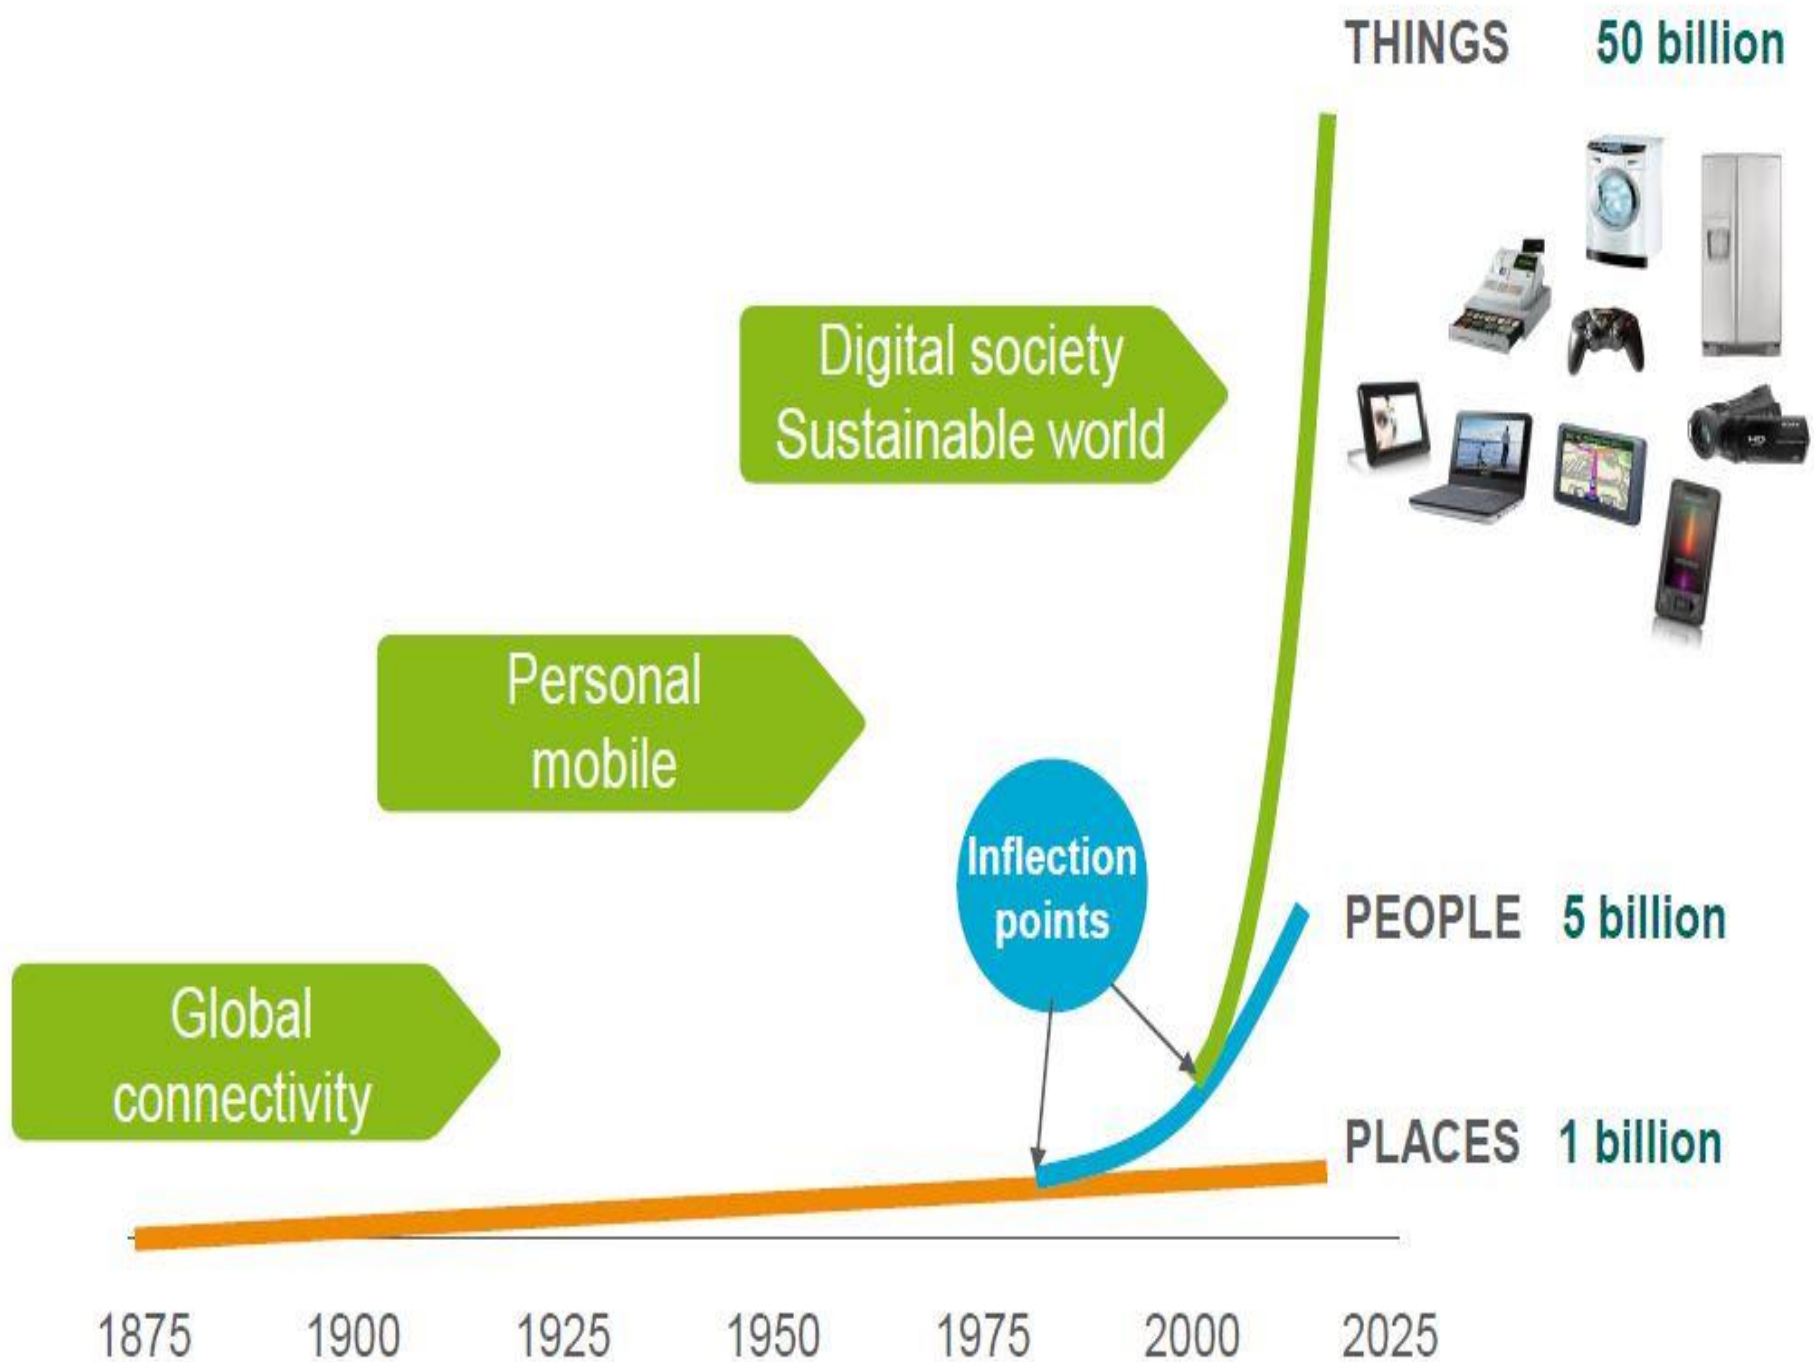 THINGS 50 billion
Digital society
Sustainable world
Personal
mobile
Inflection
points
PEOPLE 5 billion
Global
connectivity
PLACES 1 billion
1875 1900 1925 1950 1975 2000 2025